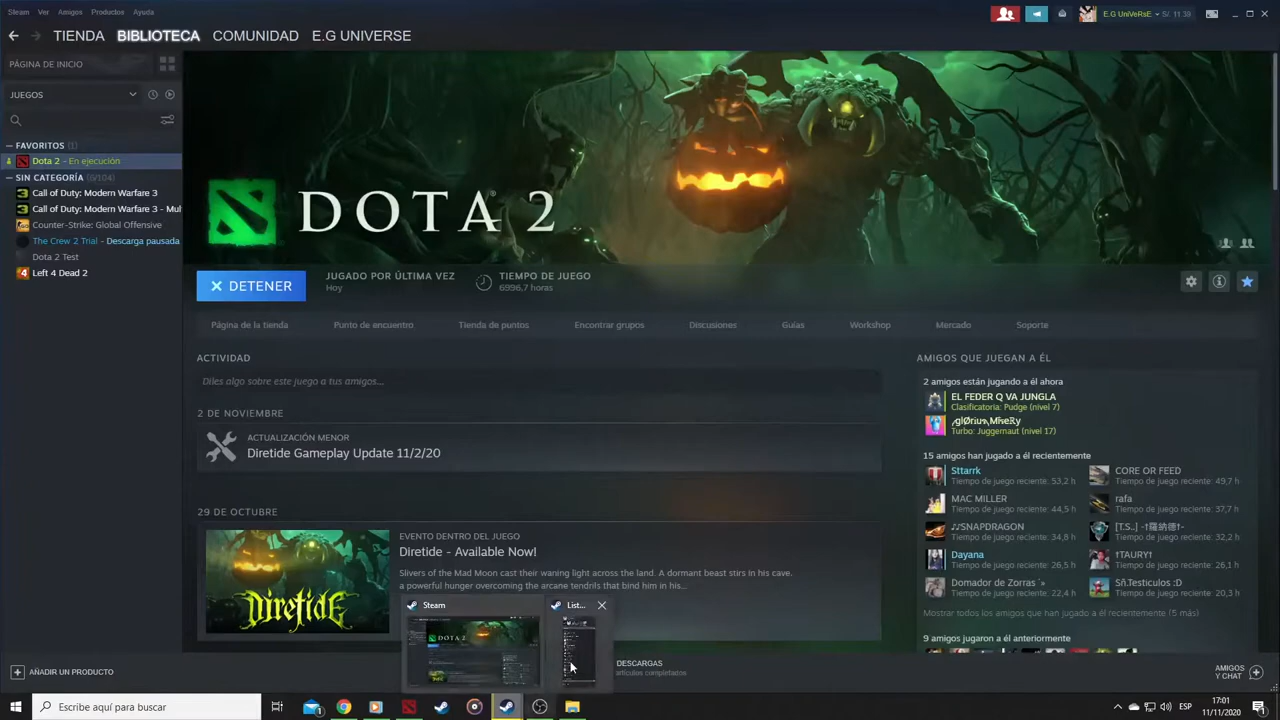 Steam Ver Amigos Productos Ayuda
E.G UniVeRsE S/. 11.39
TIENDA BIBLIOTECA COMUNIDAD E.G UNIVERSE
PÁGINA DE INICIO
JUEGOS
FAVORITOS (1)
Dota 2 - En ejecución
SIN CATEGORÍA (6/104)
Call of Duty: Modern Warfare 3
Call of Duty: Modern Warfare 3 - Mul
Counter-Strike: Global Offensive
The Crew 2 Trial - Descarga pausada
Dota 2 Test
Left 4 Dead 2
DOTA 2
DETENER
JUGADO POR ÚLTIMA VEZ
Hoy
TIEMPO DE JUEGO
6996,7 horas
Página de la tienda Punto de encuentro Tienda de puntos Encontrar grupos Discusiones Guías Workshop Mercado Soporte
ACTIVIDAD
Diles algo sobre este juego a tus amigos...
2 DE NOVIEMBRE
ACTUALIZACIÓN MENOR
Diretide Gameplay Update 11/2/20
29 DE OCTUBRE
DIRETIDE
EVENTO DENTRO DEL JUEGO
Diretide - Available Now!
Slivers of the Mad Moon cast their waning light across the land. A dormant beast stirs in his cave,
a powerful hunger overcoming the arcane tendrils that bind him in his...
AMIGOS QUE JUEGAN A ÉL
2 amigos están jugando a él ahora
EL FEDER Q VA JUNGLA
Clasificatoria: Pudge (nivel 7)
Turbo: Juggernaut (nivel 17)
15 amigos han jugado a él recientemente
Sttarrk
Tiempo de juego reciente: 53,2 h
CORE OR FEED
Tiempo de juego reciente: 49,7 h
MAC MILLER
Tiempo de juego reciente: 44,5 h
rafa
Tiempo de juego reciente: 37,7 h
♪♪SNAPDRAGON
Tiempo de juego reciente: 34,8 h
Tiempo de juego reciente: 32,2 h
Dayana
Tiempo de juego reciente: 26,5 h
†TAURY†
Tiempo de juego reciente: 26,1 h
Domador de Zorras ´»
Tiempo de juego reciente: 22,4 h
Sñ.Testiculos :D
Tiempo de juego reciente: 20,3 h
Mostrar todos los amigos que han jugado a él recientemente (5 más)
9 amigos jugaron a él anteriormente
Steam
List...
AÑADIR UN PRODUCTO
DESCARGAS
artículos completados
AMIGOS
Y CHAT
Escribe aquí para buscar
ESP
17:01
11/11/2020